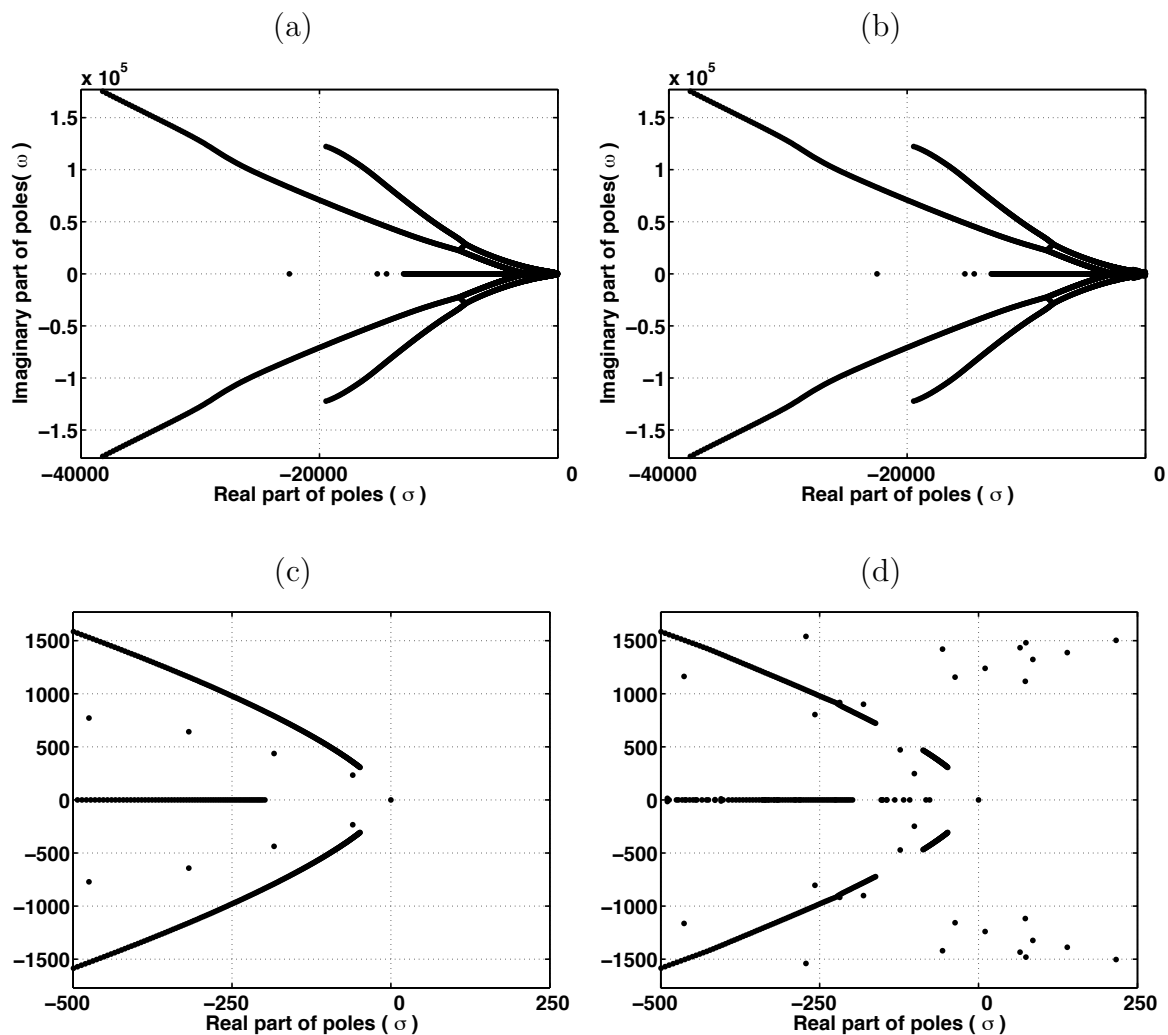 (a)
x 10^5
1.5
1
0.5
0
−0.5
−1
−1.5
−40000 −20000 0
Imaginary part of poles( ω)
Real part of poles ( σ )
(b)
x 10^5
1.5
1
0.5
0
−0.5
−1
−1.5
−40000 −20000 0
Imaginary part of poles( ω)
Real part of poles ( σ )
(c)
1500
1000
500
0
−500
−1000
−1500
−500 −250 0 250
Real part of poles ( σ )
(d)
1500
1000
500
0
−500
−1000
−1500
−500 −250 0 250
Real part of poles ( σ )